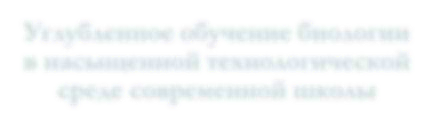 Углубленное обучение биологии
в насыщенной технологической
среде современной школы